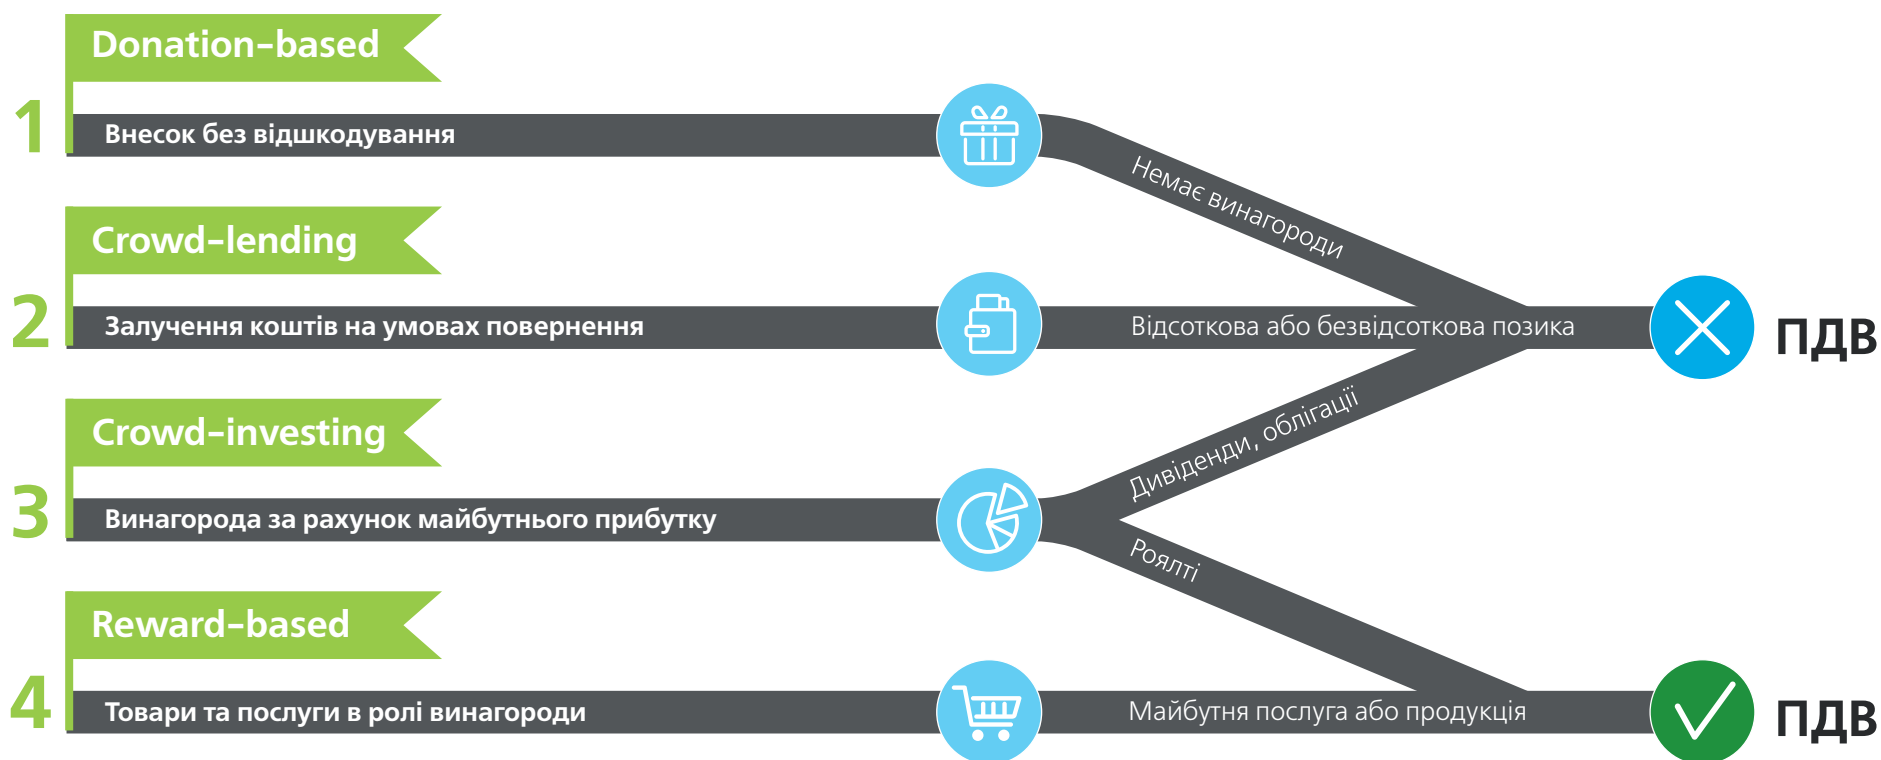 Donation-based
1
Внесок без відшкодування
Немає винагороди
Crowd-lending
2
Залучення коштів на умовах повернення
Відсоткова або безвідсоткова позика
ПДВ
Crowd-investing
3
Винагорода за рахунок майбутнього прибутку
Дивіденди, облігації
Роялті
Reward-based
4
Товари та послуги в ролі винагороди
Майбутня послуга або продукція
ПДВ